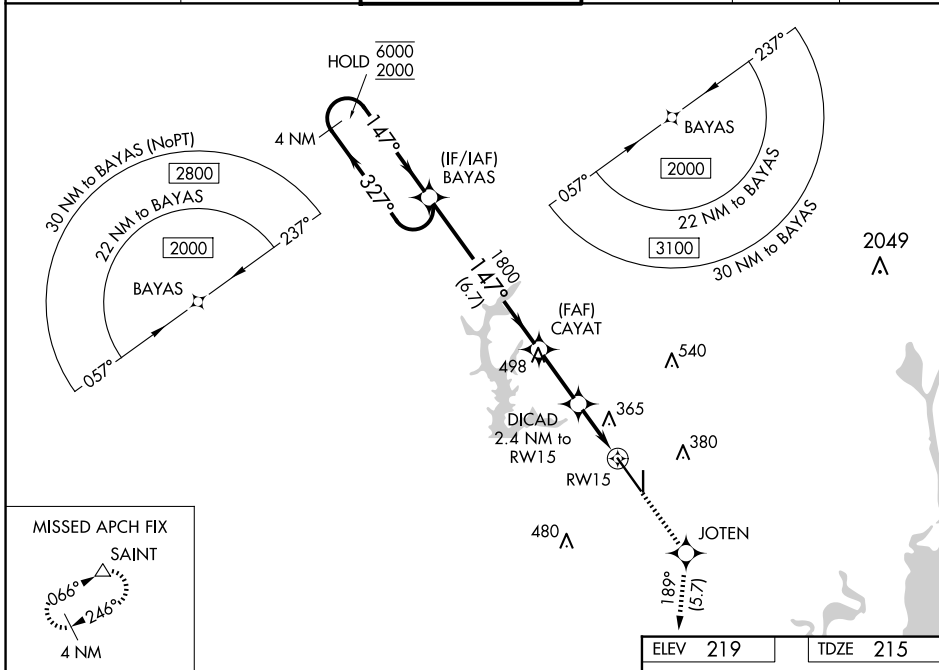 HOLD 6000
2000
4 NM
147°
327°
(IF/IAF)
BAYAS
30 NM to BAYAS (NoPT)
2800
22 NM to BAYAS
2000
237°
BAYAS
057°
237°
BAYAS
2000
057°
22 NM to BAYAS
3100
30 NM to BAYAS
2049
1800
147°
(6.7)
(FAF)
CAYAT
498
540
DICAD
2.4 NM to
RW15
365
380
RW15
480
JOTEN
189°
(5.7)
MISSED APCH FIX
SAINT
066°
246°
4 NM
ELEV 219
TDZE 215